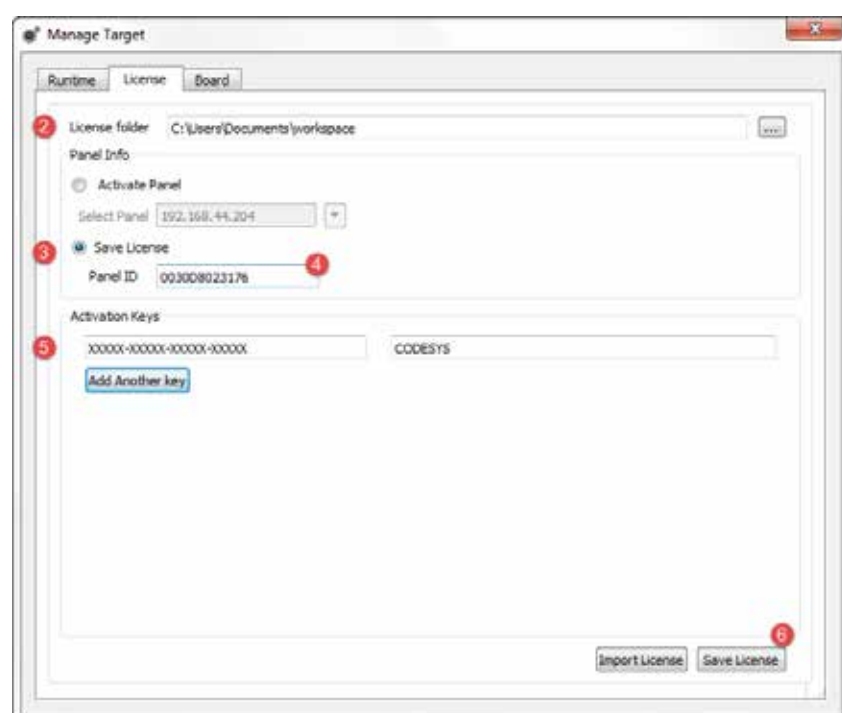 Manage Target
Runtime License Board
2 License folder C:\Users\Documents\workspace ...
Panel Info
Activate Panel
Select Panel 192.168.44.204
3 Save License
4
Panel ID 0030D8023176
Activation Keys
5 XXXXX-XXXXX-XXXXX-XXXXX CODESYS
Add Another key
6
Import License Save License